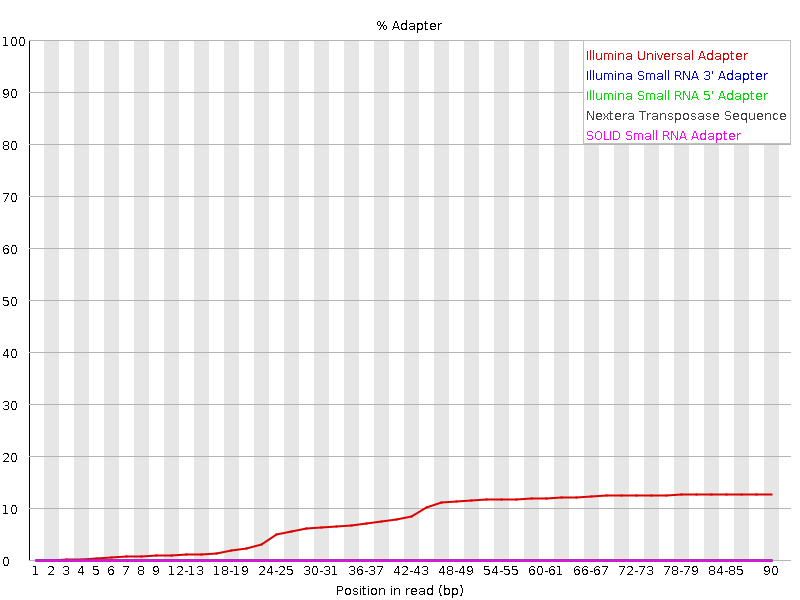 % Adapter
100
90
80
70
60
50
40
30
20
10
0
Illumina Universal Adapter
Illumina Small RNA 3' Adapter
Illumina Small RNA 5' Adapter
Nextera Transposase Sequence
SOLID Small RNA Adapter
1 2 3 4 5 6 7 8 9 12-13 18-19 24-25 30-31 36-37 42-43 48-49 54-55 60-61 66-67 72-73 78-79 84-85 90
Position in read (bp)